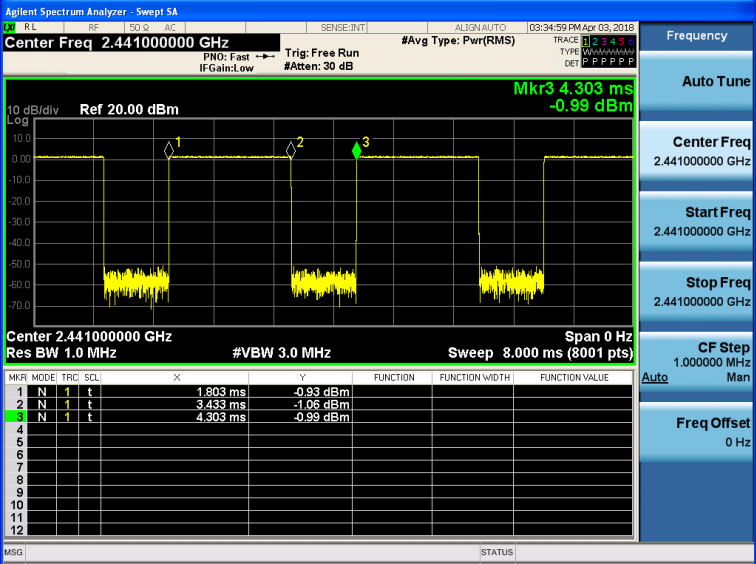 Agilent Spectrum Analyzer - Swept SA
LXI RL RF 50 Ω AC SENSE:INT ALIGN AUTO 03:34:59 PM Apr 03, 2018
Center Freq 2.441000000 GHz
PNO: Fast
IFGain:Low
Trig: Free Run
#Atten: 30 dB
#Avg Type: Pwr(RMS)
TRACE 1 2 3 4 5 6
TYPE
DET P P P P P P
Frequency
Mkr3 4.303 ms
-0.99 dBm
10 dB/div
Log
Ref 20.00 dBm
10.0
0.00
-10.0
-20.0
-30.0
-40.0
-50.0
-60.0
-70.0
1
2
3
Center 2.441000000 GHz
Span 0 Hz
Res BW 1.0 MHz
#VBW 3.0 MHz
Sweep 8.000 ms (8001 pts)
MKR MODE TRC SCL X Y FUNCTION FUNCTION WIDTH FUNCTION VALUE
1 N 1 t 1.803 ms -0.93 dBm
2 N 1 t 3.433 ms -1.06 dBm
3 N 1 t 4.303 ms -0.99 dBm
4
5
6
7
8
9
10
11
12
Auto Tune
Center Freq
2.441000000 GHz
Start Freq
2.441000000 GHz
Stop Freq
2.441000000 GHz
CF Step
1.000000 MHz
Auto Man
Freq Offset
0 Hz
MSG
STATUS